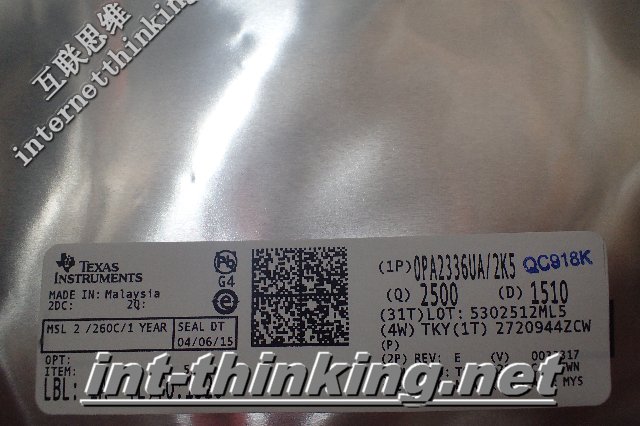 互联思维
internetthinking
TEXAS INSTRUMENTS
MADE IN: Malaysia
2DC: 2Q:
MSL 2 /260C/1 YEAR
SEAL DT
04/06/15
OPT:
ITEM:
LBL:
Pb
G4
e
(1P) OPA2336UA/2K5 QC918K
(Q) 2500 (D) 1510
(31T)LOT: 5302512ML5
(4W) TKY(1T) 2720944ZCW
(P)
(2P) REV: E (V) 0033317
MYS
int-thinking.net